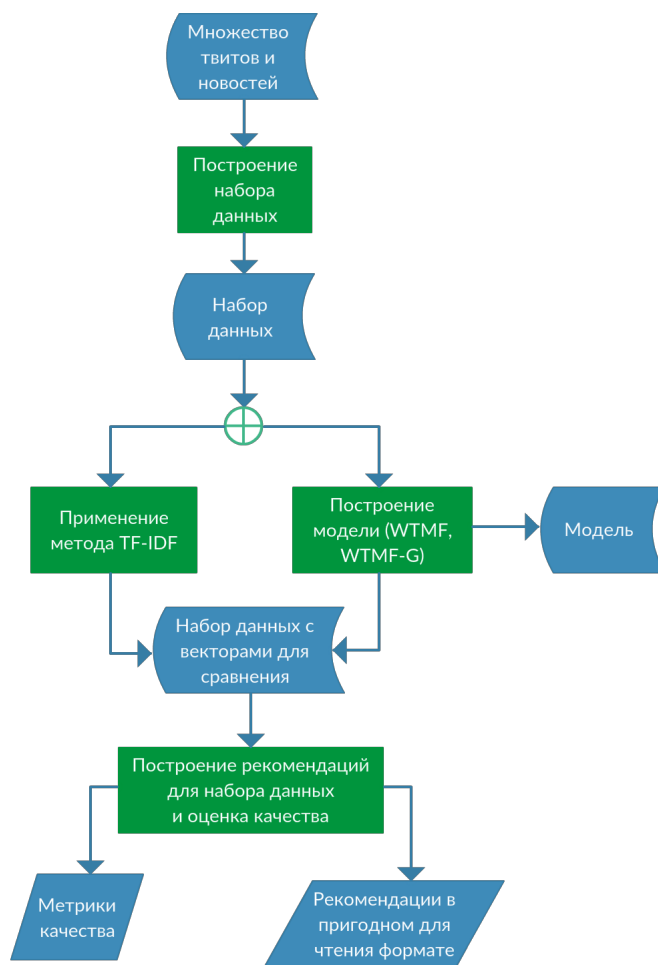 Множество
твитов и
новостей
Построение
набора
данных
Набор
данных
Применение
метода TF-IDF
Построение
модели (WTMF,
WTMF-G)
Модель
Набор данных с
векторами для
сравнения
Построение рекомендаций
для набора данных
и оценка качества
Метрики
качества
Рекомендации в
пригодном для
чтения формате